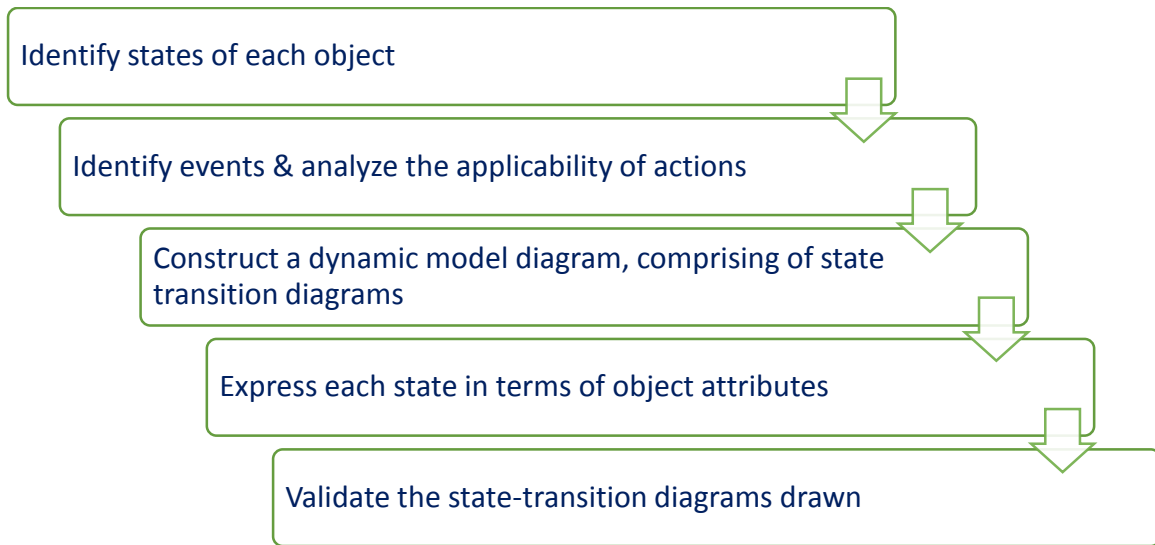 Identify states of each object
Identify events & analyze the applicability of actions
Construct a dynamic model diagram, comprising of state
transition diagrams
Express each state in terms of object attributes
Validate the state-transition diagrams drawn